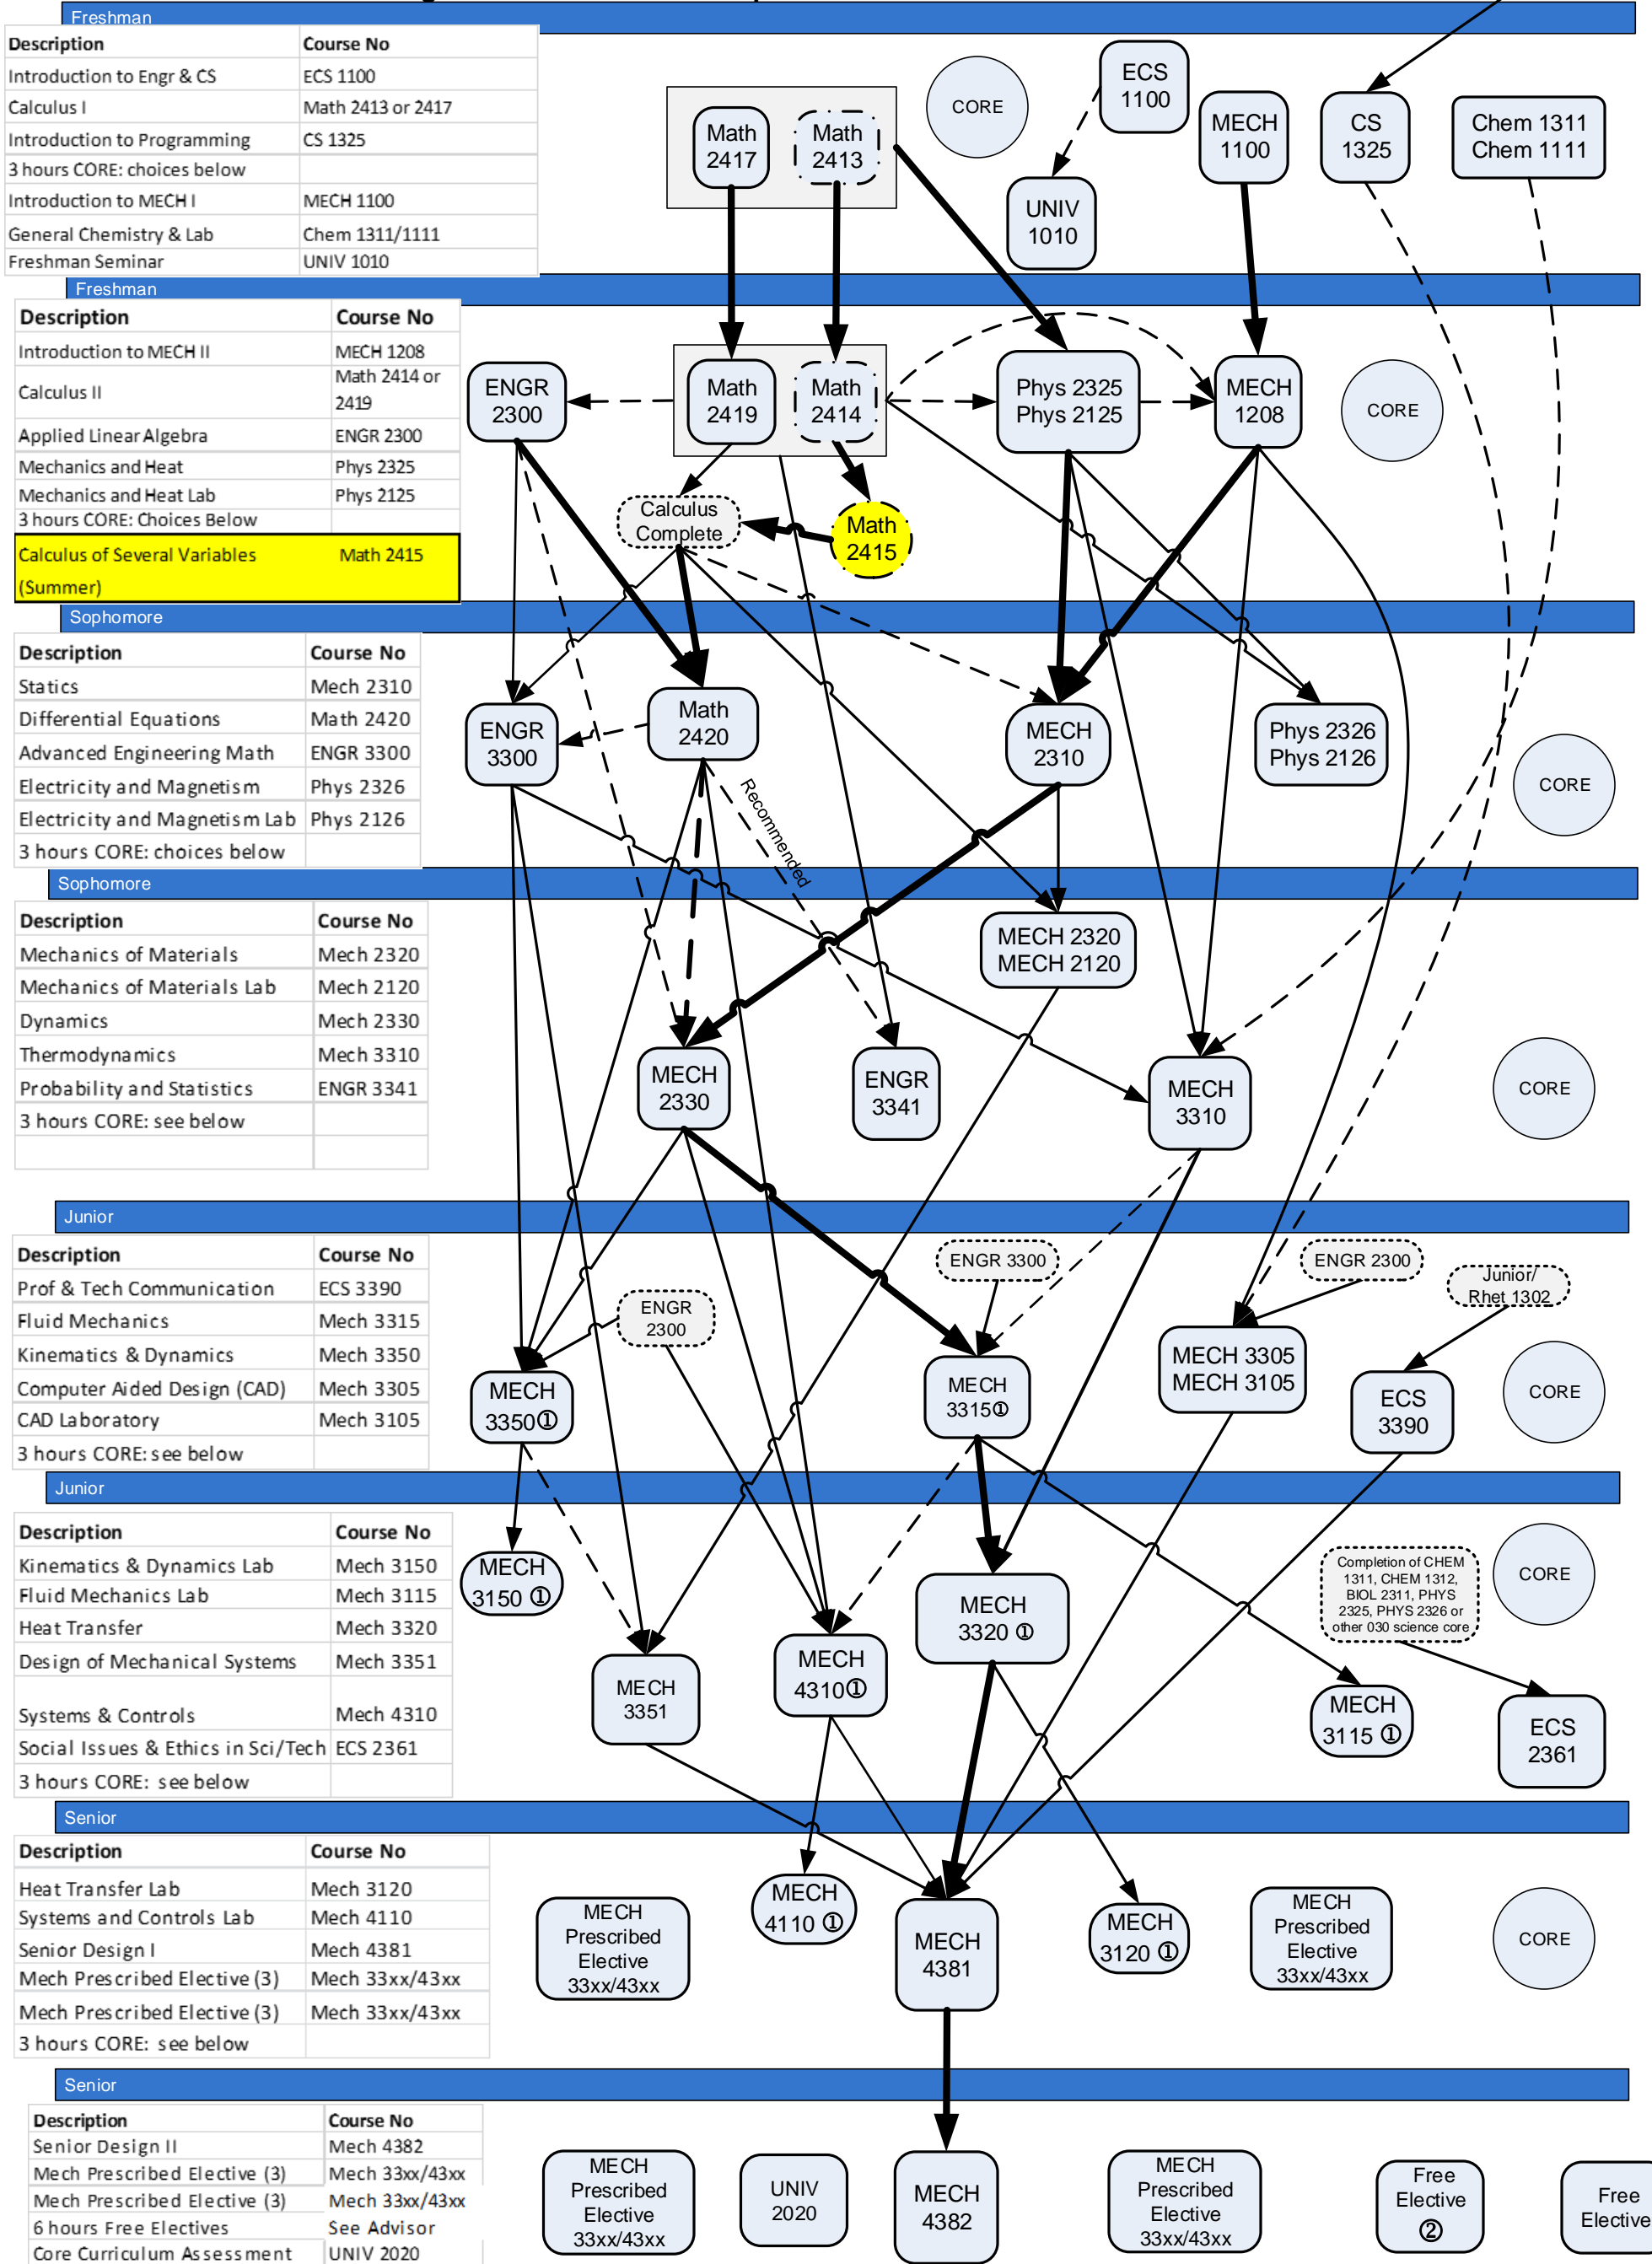 Freshman
Description Course No
Introduction to Engr & CS ECS 1100
Calculus I Math 2413 or 2417
Introduction to Programming CS 1325
3 hours CORE: choices below
Introduction to MECH I MECH 1100
General Chemistry & Lab Chem 1311/1111
Freshman Seminar UNIV 1010
Math
2417
Math
2413
CORE
ECS
1100
UNIV
1010
MECH
1100
CS
1325
Chem 1311
Chem 1111
Freshman
Description Course No
Introduction to MECH II MECH 1208
Calculus II Math 2414 or
2419
Applied Linear Algebra ENGR 2300
Mechanics and Heat Phys 2325
Mechanics and Heat Lab Phys 2125
3 hours CORE: Choices Below
Calculus of Several Variables Math 2415
(Summer)
ENGR
2300
Math
2419
Math
2414
Phys 2325
Phys 2125
MECH
1208
CORE
Calculus
Complete
Math
2415
Sophomore
Description Course No
Statics Mech 2310
Differential Equations Math 2420
Advanced Engineering Math ENGR 3300
Electricity and Magnetism Phys 2326
Electricity and Magnetism Lab Phys 2126
3 hours CORE: choices below
ENGR
3300
Math
2420
Recommended
MECH
2310
Phys 2326
Phys 2126
CORE
Sophomore
Description Course No
Mechanics of Materials Mech 2320
Mechanics of Materials Lab Mech 2120
Dynamics Mech 2330
Thermodynamics Mech 3310
Probability and Statistics ENGR 3341
3 hours CORE: see below
MECH 2320
MECH 2120
MECH
2330
ENGR
3341
MECH
3310
CORE
Junior
Description Course No
Prof & Tech Communication ECS 3390
Fluid Mechanics Mech 3315
Kinematics & Dynamics Mech 3350
Computer Aided Design (CAD) Mech 3305
CAD Laboratory Mech 3105
3 hours CORE: see below
ENGR
2300
ENGR 3300
ENGR 2300
Junior/
Rhet 1302
MECH
3350①
MECH
3315①
MECH 3305
MECH 3105
ECS
3390
CORE
Junior
Description Course No
Kinematics & Dynamics Lab Mech 3150
Fluid Mechanics Lab Mech 3115
Heat Transfer Mech 3320
Design of Mechanical Systems Mech 3351
Systems & Controls Mech 4310
Social Issues & Ethics in Sci/Tech ECS 2361
3 hours CORE: see below
MECH
3150 ①
MECH
3351
MECH
4310①
MECH
3320 ①
Completion of CHEM
1311, CHEM 1312,
BIOL 2311, PHYS
2325, PHYS 2326 or
other 030 science core
CORE
MECH
3115 ①
ECS
2361
Senior
Description Course No
Heat Transfer Lab Mech 3120
Systems and Controls Lab Mech 4110
Senior Design I Mech 4381
Mech Prescribed Elective (3) Mech 33xx/43xx
Mech Prescribed Elective (3) Mech 33xx/43xx
3 hours CORE: see below
MECH
Prescribed
Elective
33xx/43xx
MECH
4110 ①
MECH
4381
MECH
3120 ①
MECH
Prescribed
Elective
33xx/43xx
CORE
Senior
Description Course No
Senior Design II Mech 4382
Mech Prescribed Elective (3) Mech 33xx/43xx
Mech Prescribed Elective (3) Mech 33xx/43xx
6 hours Free Electives See Advisor
Core Curriculum Assessment UNIV 2020
MECH
Prescribed
Elective
33xx/43xx
UNIV
2020
MECH
4382
MECH
Prescribed
Elective
33xx/43xx
Free
Elective
②
Free
Elective